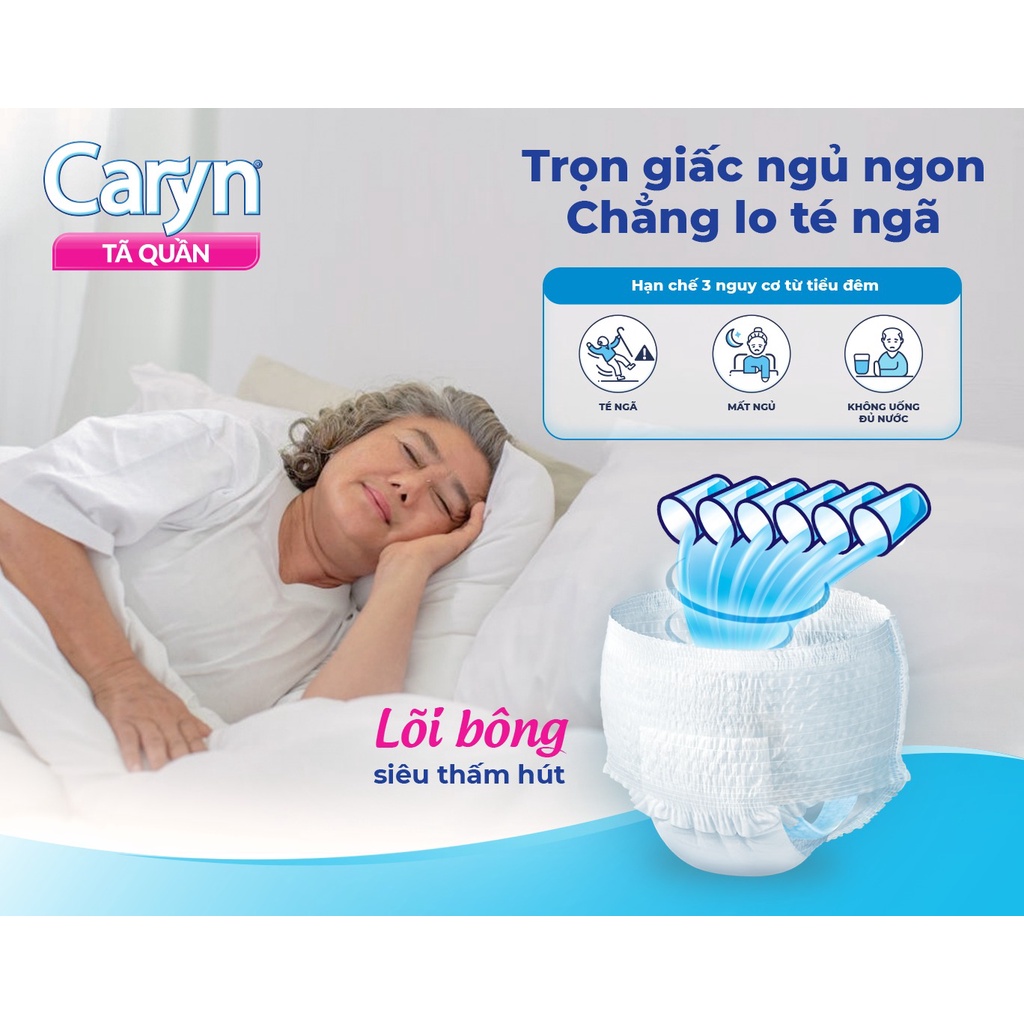 Caryn®
TÃ QUẦN
Trọn giấc ngủ ngon
Chẳng lo té ngã
Hạn chế 3 nguy cơ từ tiểu đêm
TÉ NGÃ
MẤT NGỦ
KHÔNG UỐNG
ĐỦ NƯỚC
Lõi bông
siêu thấm hút